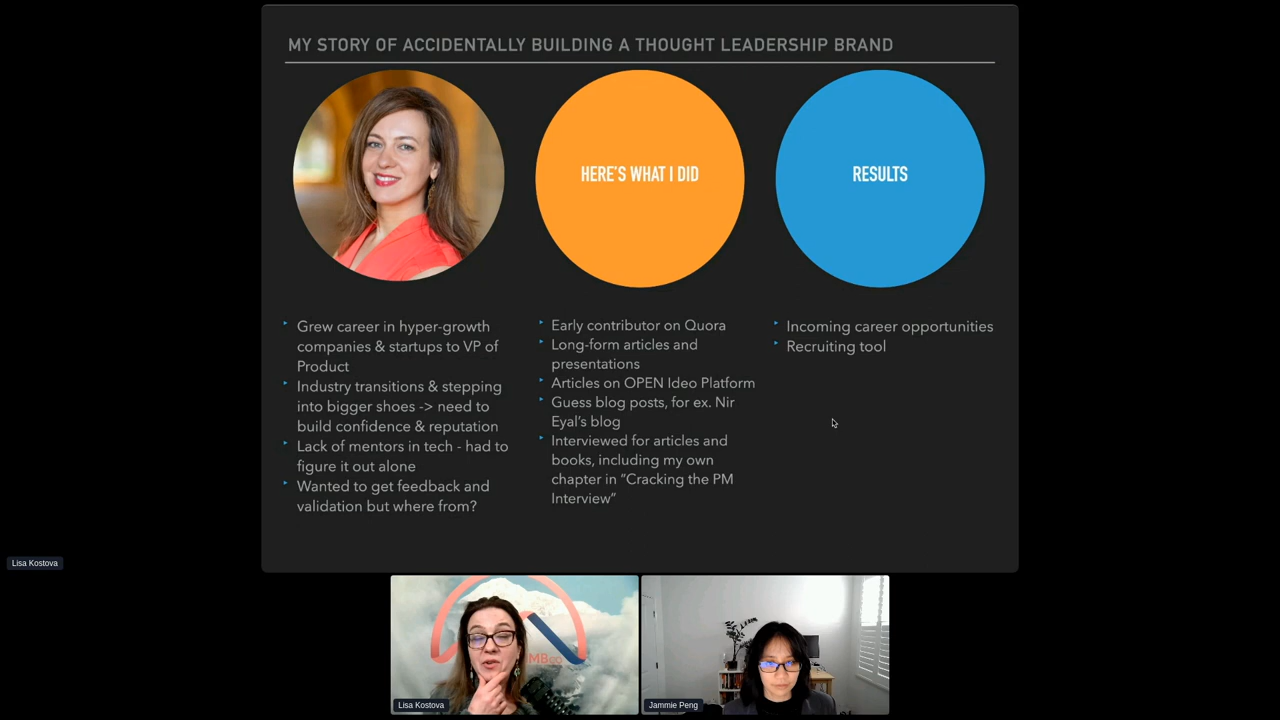 MY STORY OF ACCIDENTALLY BUILDING A THOUGHT LEADERSHIP BRAND
HERE'S WHAT I DID
RESULTS
Grew career in hyper-growth
companies & startups to VP of
Product
Industry transitions & stepping
into bigger shoes -> need to
build confidence & reputation
Lack of mentors in tech - had to
figure it out alone
Wanted to get feedback and
validation but where from?
Early contributor on Quora
Long-form articles and
presentations
Articles on OPEN Ideo Platform
Guess blog posts, for ex. Nir
Eyal's blog
Interviewed for articles and
books, including my own
chapter in "Cracking the PM
Interview"
Incoming career opportunities
Recruiting tool
Lisa Kostova
MBco
Lisa Kostova
Jammie Peng